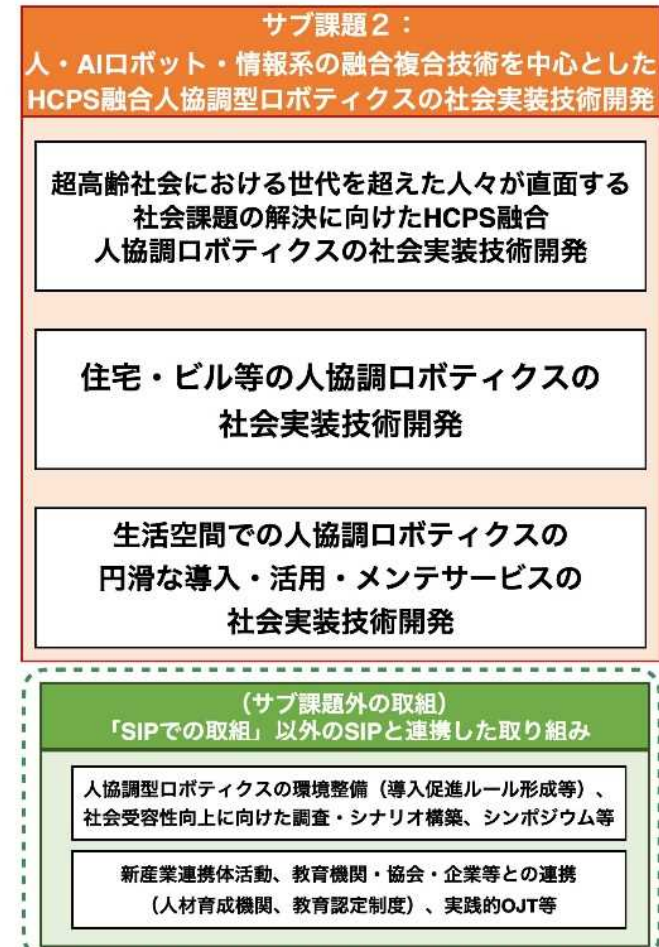 サブ課題２：
人・AIロボット・情報系の融合複合技術を中心とした
HCPS融合人協調型ロボティクスの社会実装技術開発
超高齢社会における世代を超えた人々が直面する
社会課題の解決に向けたHCPS融合
人協調ロボティクスの社会実装技術開発
住宅・ビル等の人協調ロボティクスの
社会実装技術開発
生活空間での人協調ロボティクスの
円滑な導入・活用・メンテサービスの
社会実装技術開発
（サブ課題外の取組）
「SIPでの取組」以外のSIPと連携した取り組み
人協調型ロボティクスの環境整備（導入促進ルール形成等）、
社会受容性向上に向けた調査・シナリオ構築、シンポジウム等
新産業連携体活動、教育機関・協会・企業等との連携
（人材育成機関、教育認定制度）、実践的OJT等